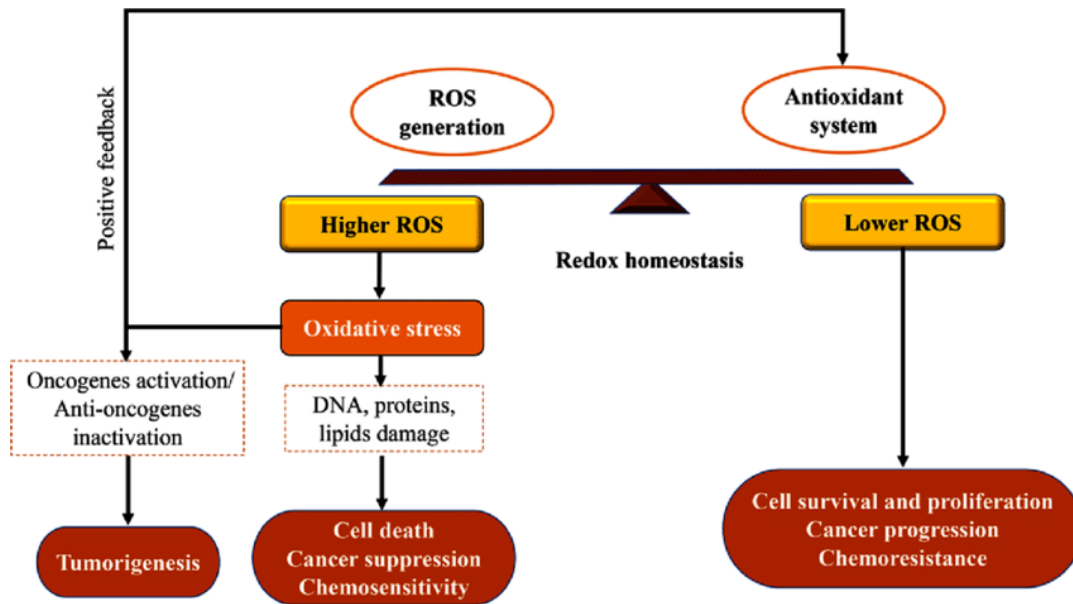 ROS
generation
Antioxidant
system
Positive feedback
Higher ROS
Lower ROS
Redox homeostasis
Oxidative stress
Oncogenes activation/
Anti-oncogenes
inactivation
DNA, proteins,
lipids damage
Tumorigenesis
Cell death
Cancer suppression
Chemosensitivity
Cell survival and proliferation
Cancer progression
Chemoresistance